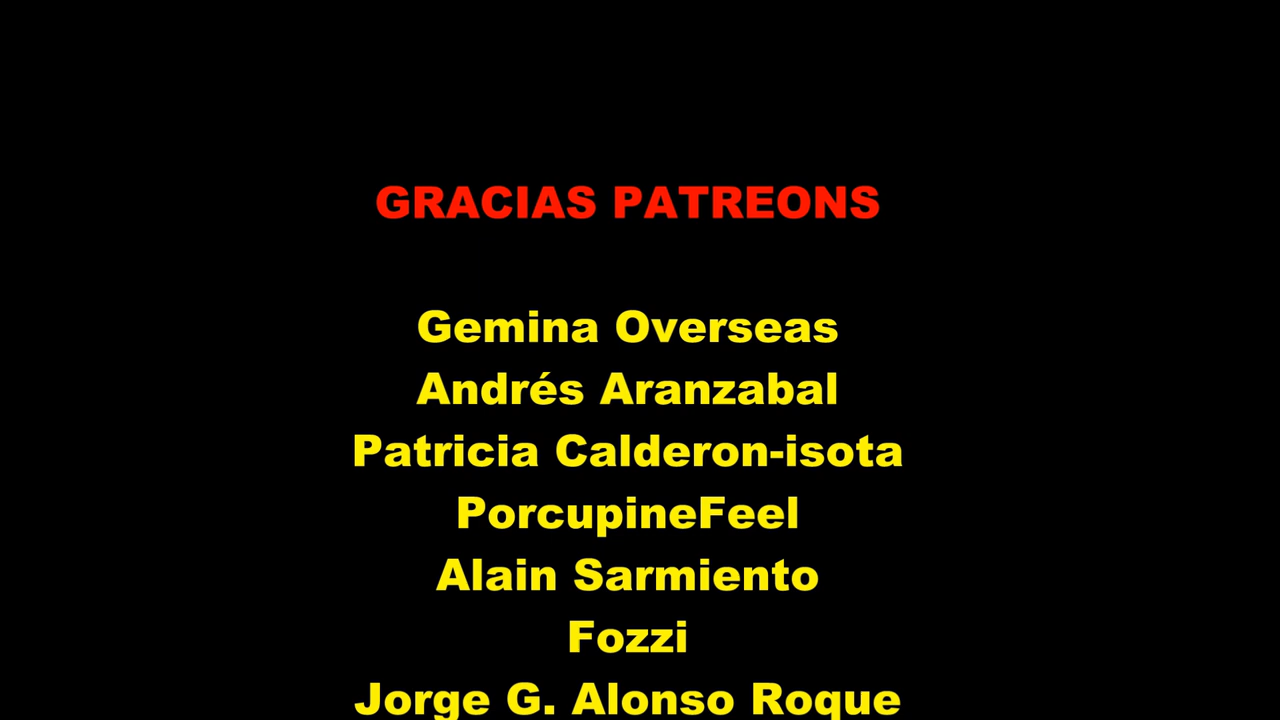 GRACIAS PATREONS
Gemina Overseas
Andrés Aranzabal
Patricia Calderon-isota
PorcupineFeel
Alain Sarmiento
Fozzi
Jorge G. Alonso Roque